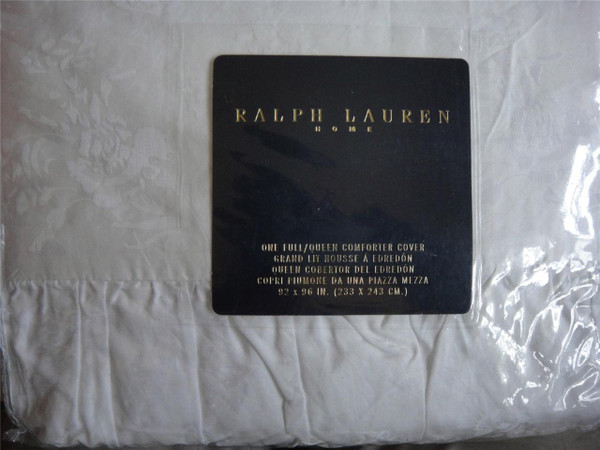 RALPH LAUREN
HOME
ONE FULL/QUEEN COMFORTER COVER
GRAND LIT HOUSSE Á EDREDÓN
QUEEN COBERTOR DEL EDREDÓN
COPRI PIUMONE DA UNA PIAZZA MEZZA
92 x 96 IN. (233 X 243 CM.)